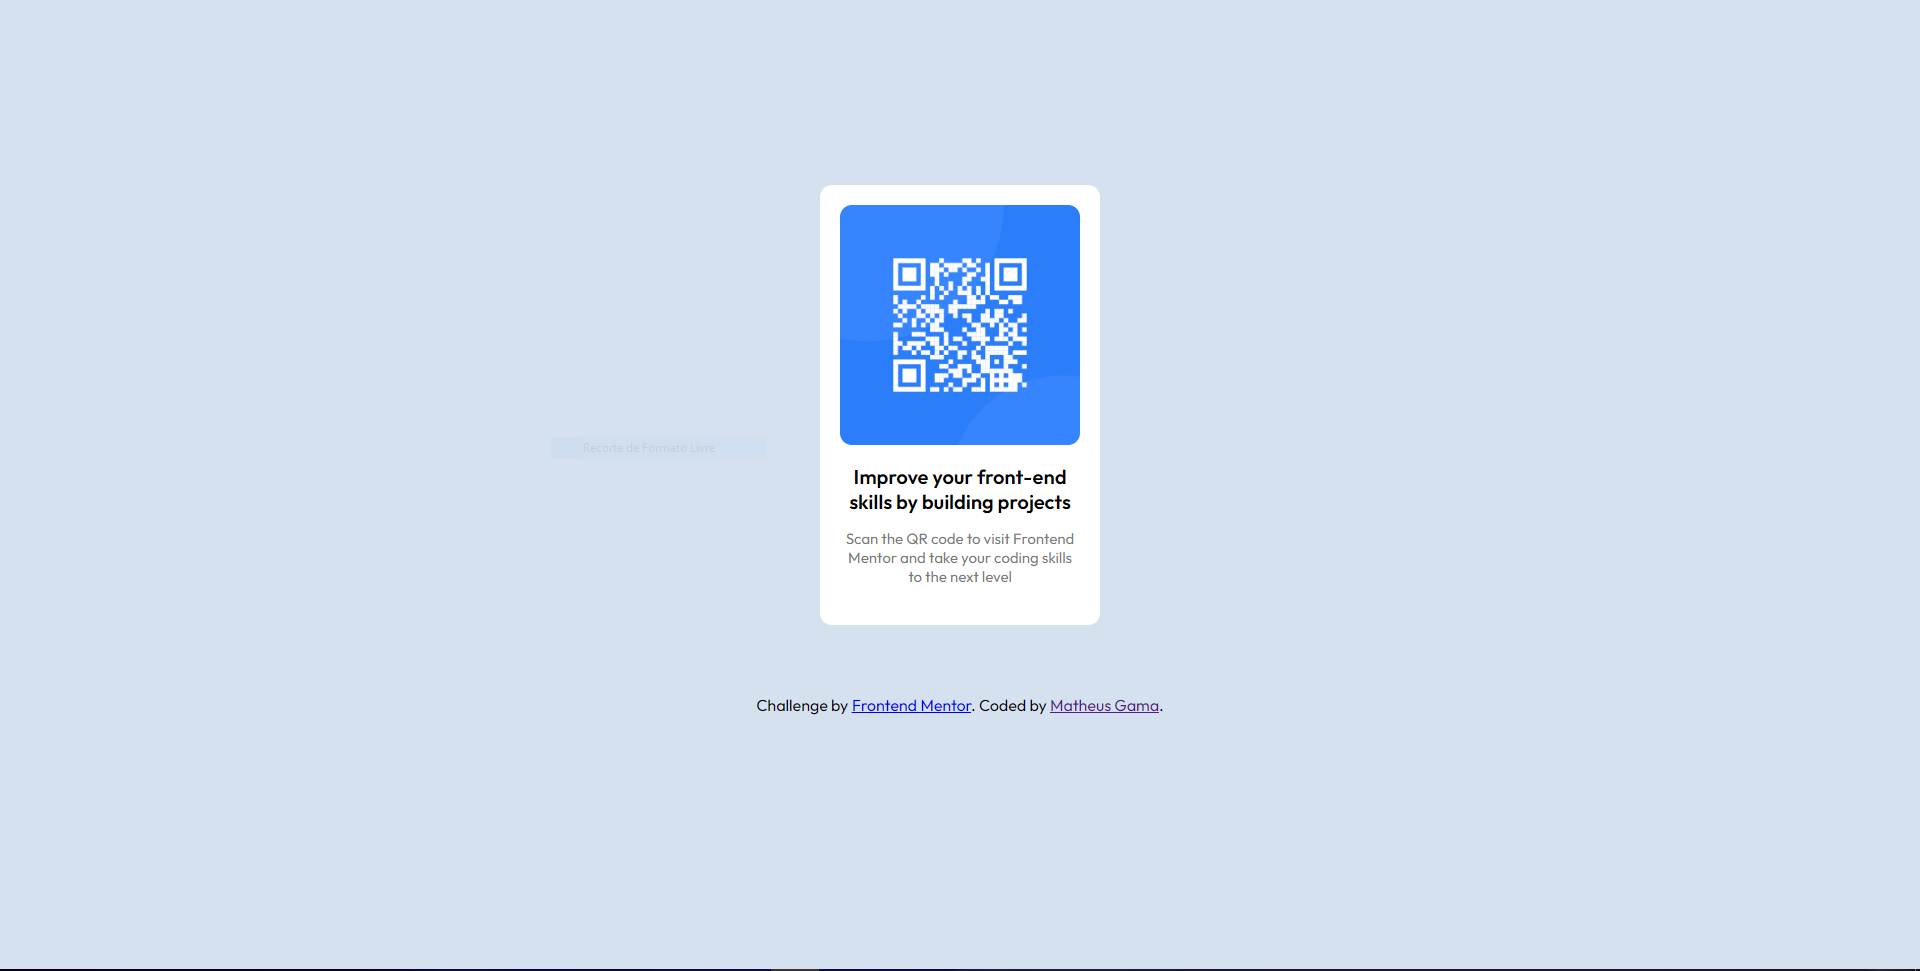 Recorte de Formato Livre
Improve your front-end
skills by building projects
Scan the QR code to visit Frontend
Mentor and take your coding skills
to the next level
Challenge by Frontend Mentor. Coded by Matheus Gama.